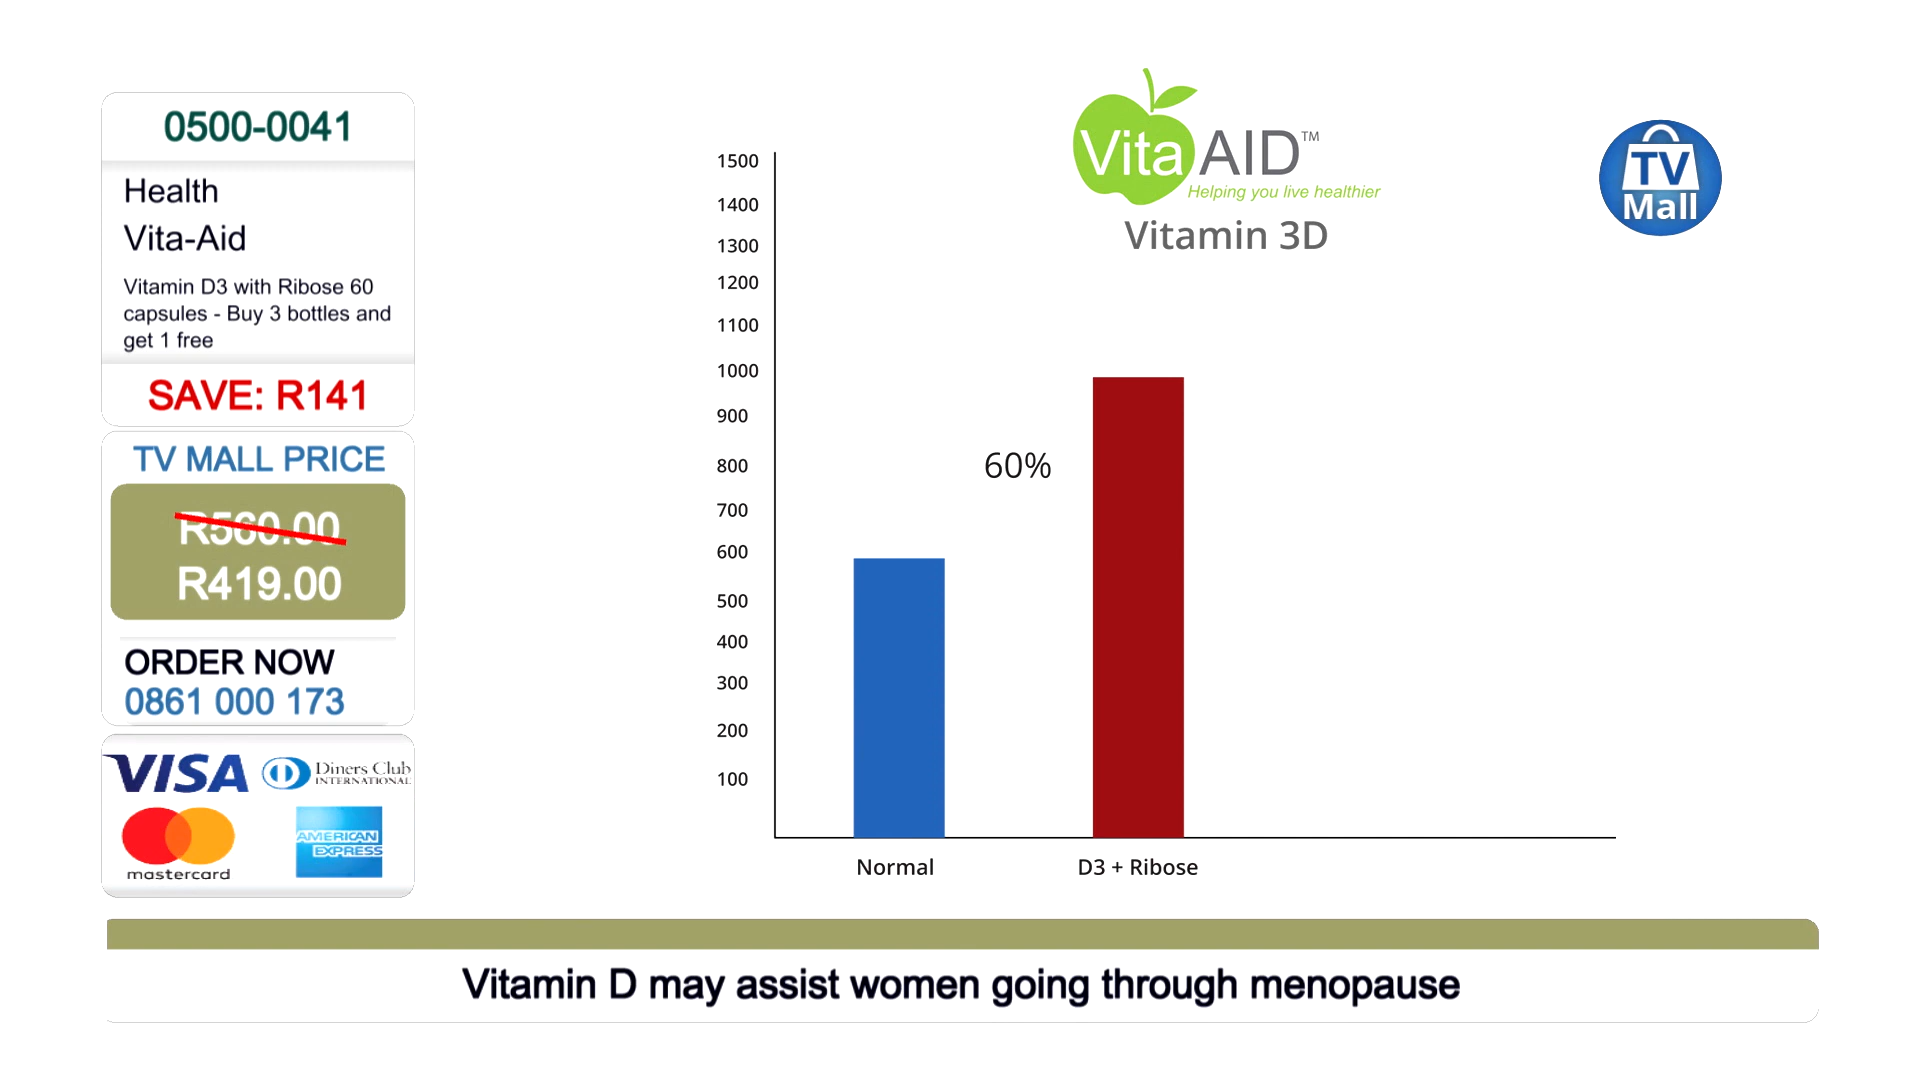 0500-0041
Health
Vita-Aid
Vitamin D3 with Ribose 60
capsules - Buy 3 bottles and
get 1 free
SAVE: R141
TV MALL PRICE
R560.00
R419.00
ORDER NOW
0861 000 173
VISA
Diners Club
INTERNATIONAL
mastercard
AMERICAN
EXPRESS
Vita AID™
Helping you live healthier
Vitamin 3D
TV
Mall
1500
1400
1300
1200
1100
1000
900
800
700
600
500
400
300
200
100
60%
Normal
D3 + Ribose
Vitamin D may assist women going through menopause